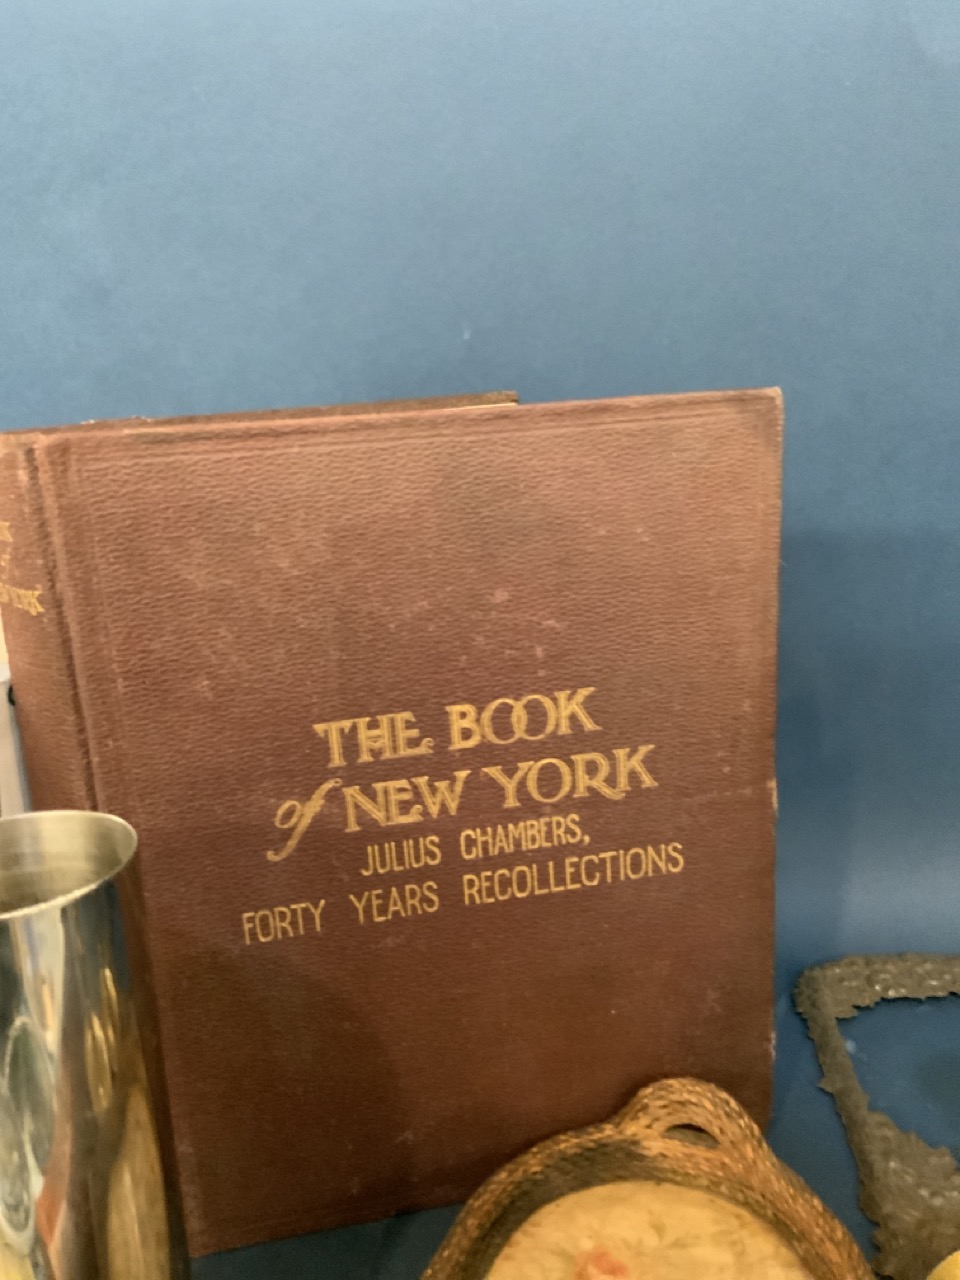 THE BOOK
of NEW YORK
JULIUS CHAMBERS,
FORTY YEARS RECOLLECTIONS